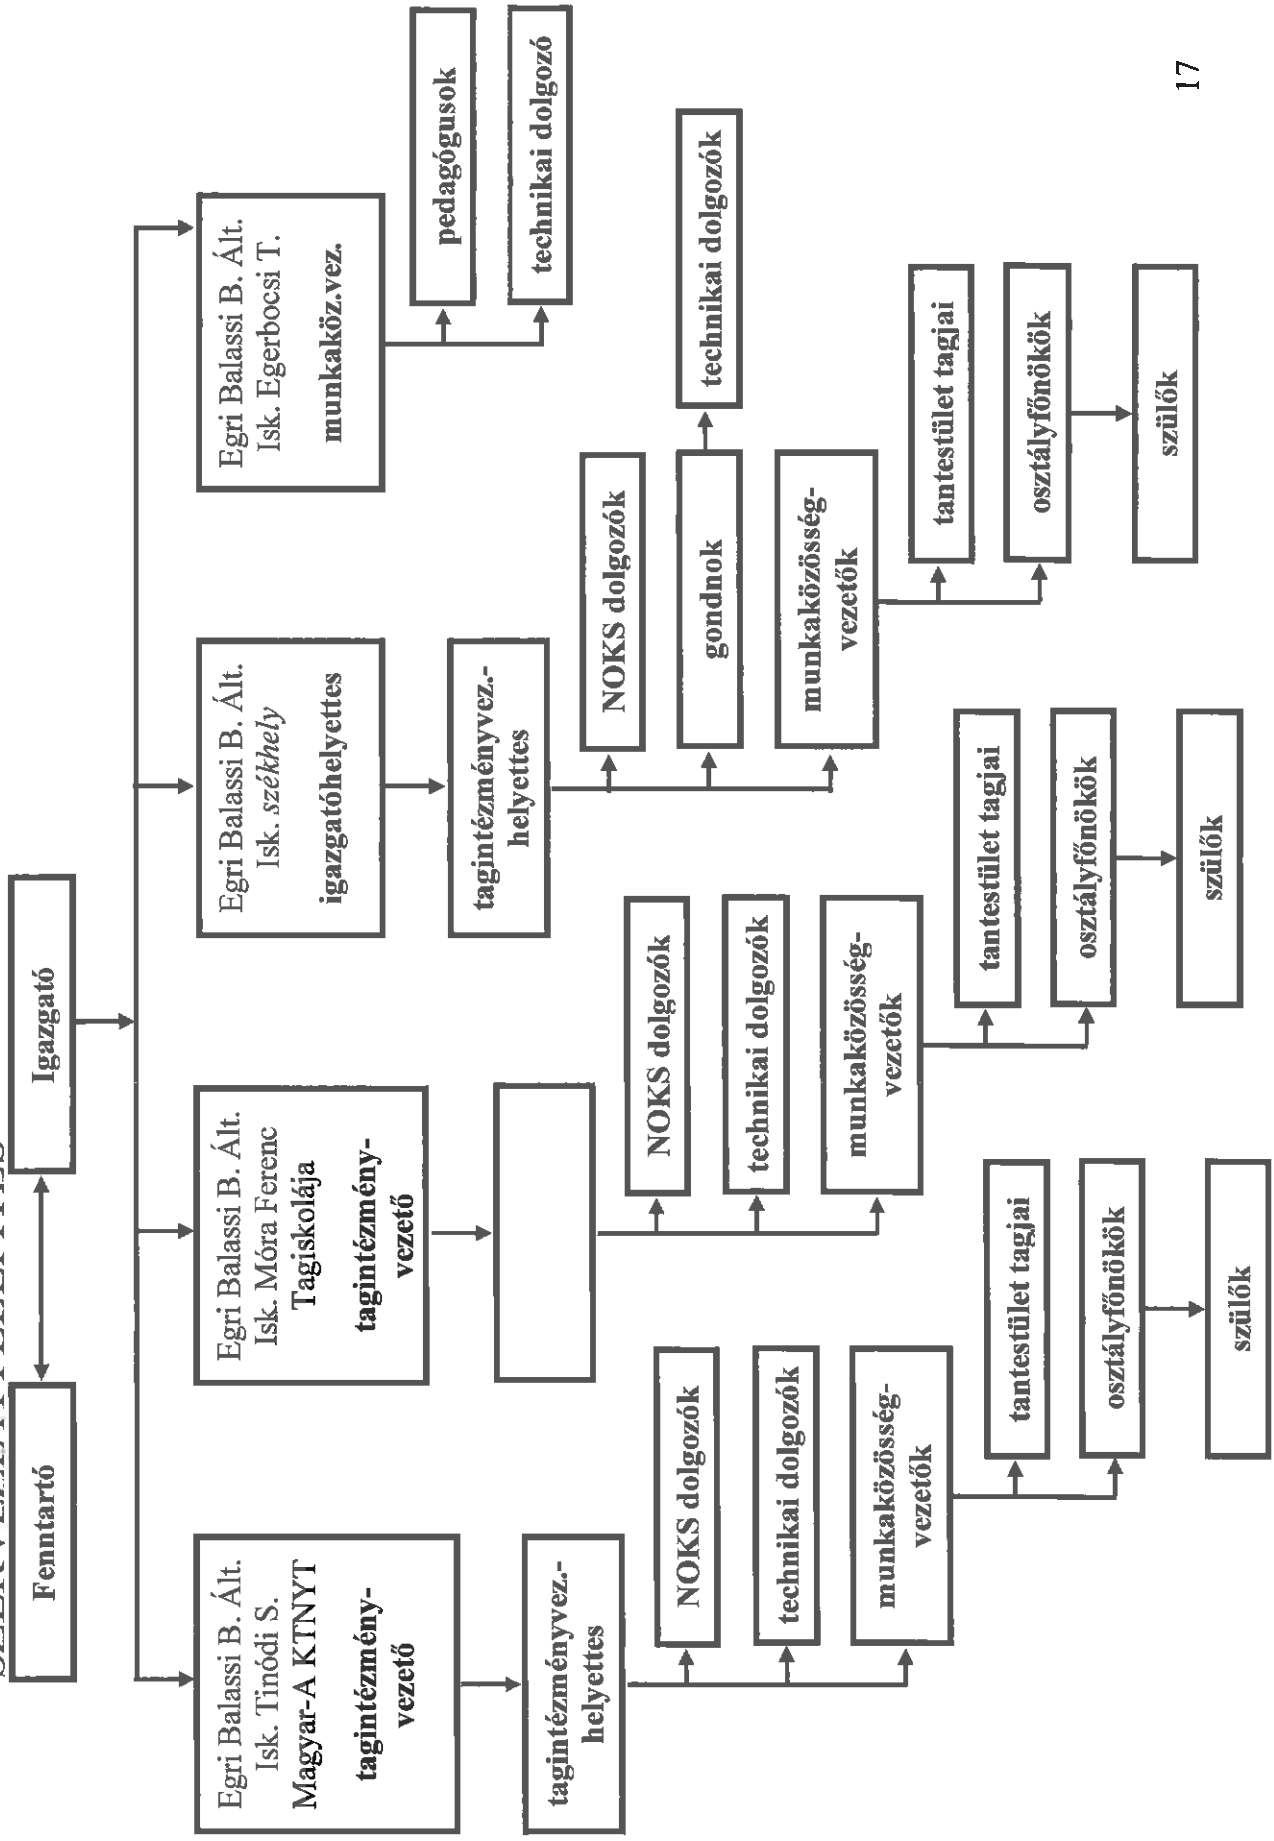 Fenntartó
Igazgató
Egri Balassi B. Ált.
Isk. Tinódi S.
Magyar-A KTNYT
tagintézmény-
vezető
tagintézményvez.-
helyettes
NOKS dolgozók
technikai dolgozók
munkaközösség-
vezetők
tantestület tagjai
osztályfőnökök
szülők
Egri Balassi B. Ált.
Isk. Móra Ferenc
Tagiskolája
tagintézmény-
vezető
NOKS dolgozók
technikai dolgozók
munkaközösség-
vezetők
tantestület tagjai
osztályfőnökök
szülők
Egri Balassi B. Ált.
Isk. székhely
igazgatóhelyettes
tagintézményvez.-
helyettes
NOKS dolgozók
gondnok
technikai dolgozók
munkaközösség-
vezetők
tantestület tagjai
osztályfőnökök
szülők
Egri Balassi B. Ált.
Isk. Egerbocsi T.
munkaköz.vez.
pedagógusok
technikai dolgozó
17